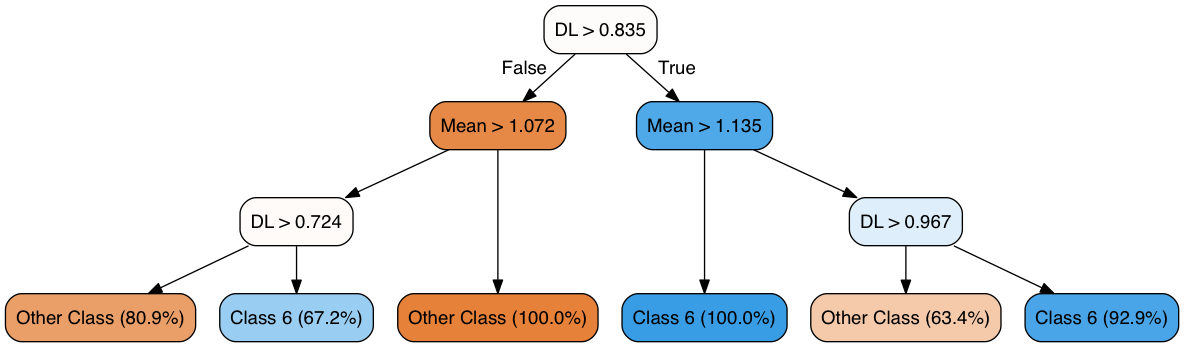 DL > 0.835
False
True
Mean > 1.072
Mean > 1.135
DL > 0.724
DL > 0.967
Other Class (80.9%)
Class 6 (67.2%)
Other Class (100.0%)
Class 6 (100.0%)
Other Class (63.4%)
Class 6 (92.9%)